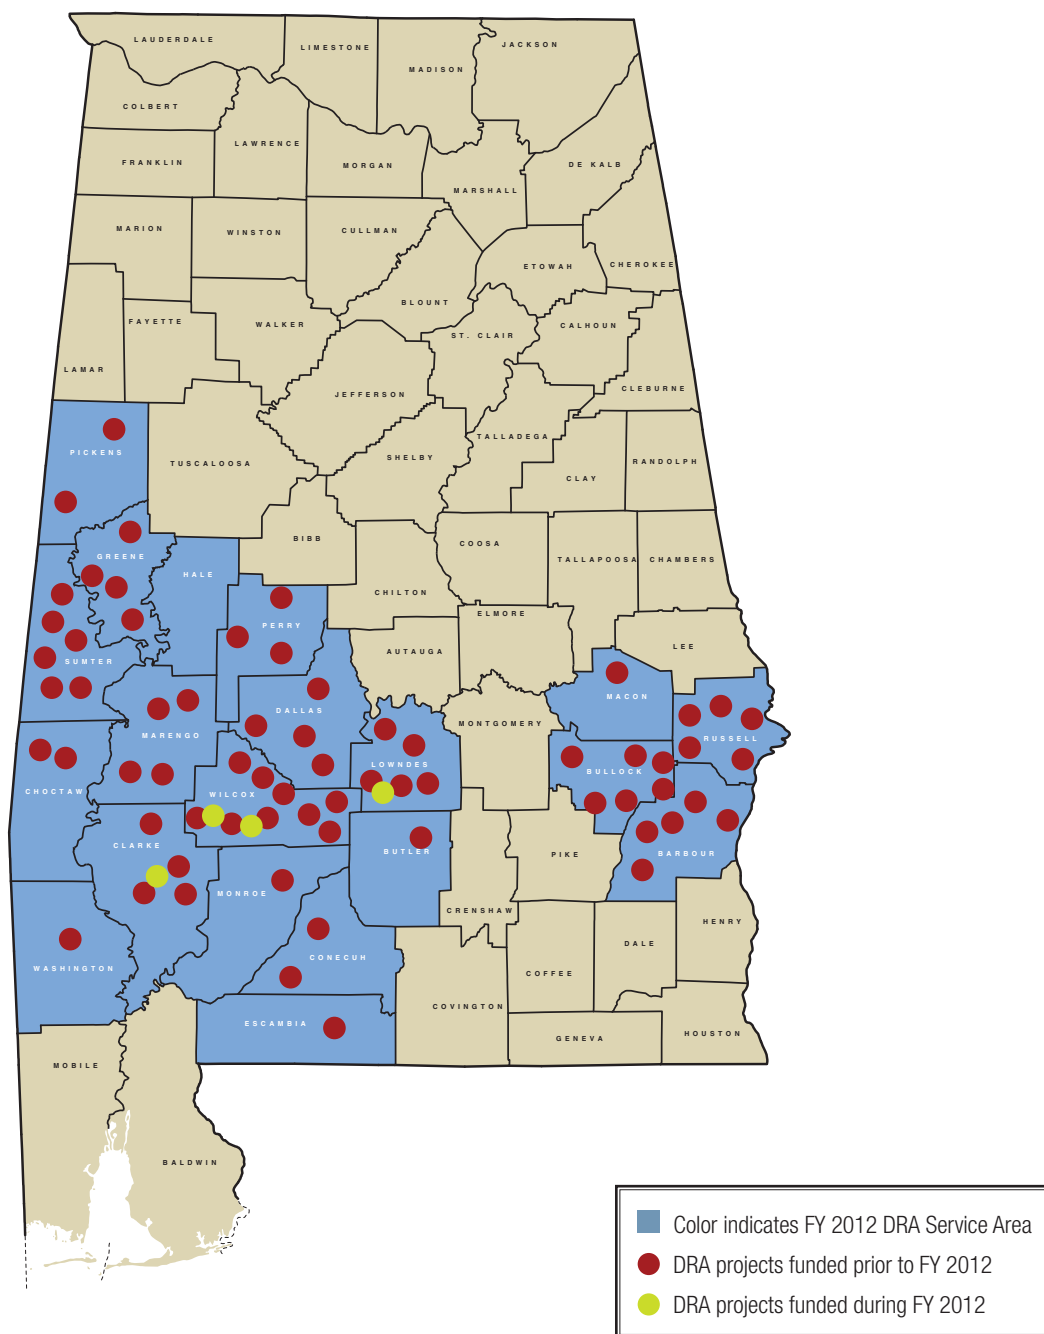 LAUDERDALE
LIMESTONE
MADISON
JACKSON
COLBERT
LAWRENCE
FRANKLIN
MORGAN
DE KALB
MARSHALL
MARION
WINSTON
CULLMAN
ETOWAH
CHEROKEE
BLOUNT
FAYETTE
WALKER
ST. CLAIR
CALHOUN
LAMAR
JEFFERSON
CLEBURNE
PICKENS
TUSCALOOSA
SHELBY
TALLADEGA
CLAY
RANDOLPH
GREENE
HALE
BIBB
COOSA
TALLAPOOSA
CHAMBERS
CHILTON
PERRY
ELMORE
SUMTER
AUTAUGA
LEE
MACON
DALLAS
MONTGOMERY
MARENGO
RUSSELL
LOWNDES
BULLOCK
CHOCTAW
WILCOX
CLARKE
BUTLER
PIKE
BARBOUR
MONROE
CRENSHAW
HENRY
DALE
WASHINGTON
CONECUH
COFFEE
COVINGTON
ESCAMBIA
GENEVA
HOUSTON
MOBILE
BALDWIN
Color indicates FY 2012 DRA Service Area
DRA projects funded prior to FY 2012
DRA projects funded during FY 2012